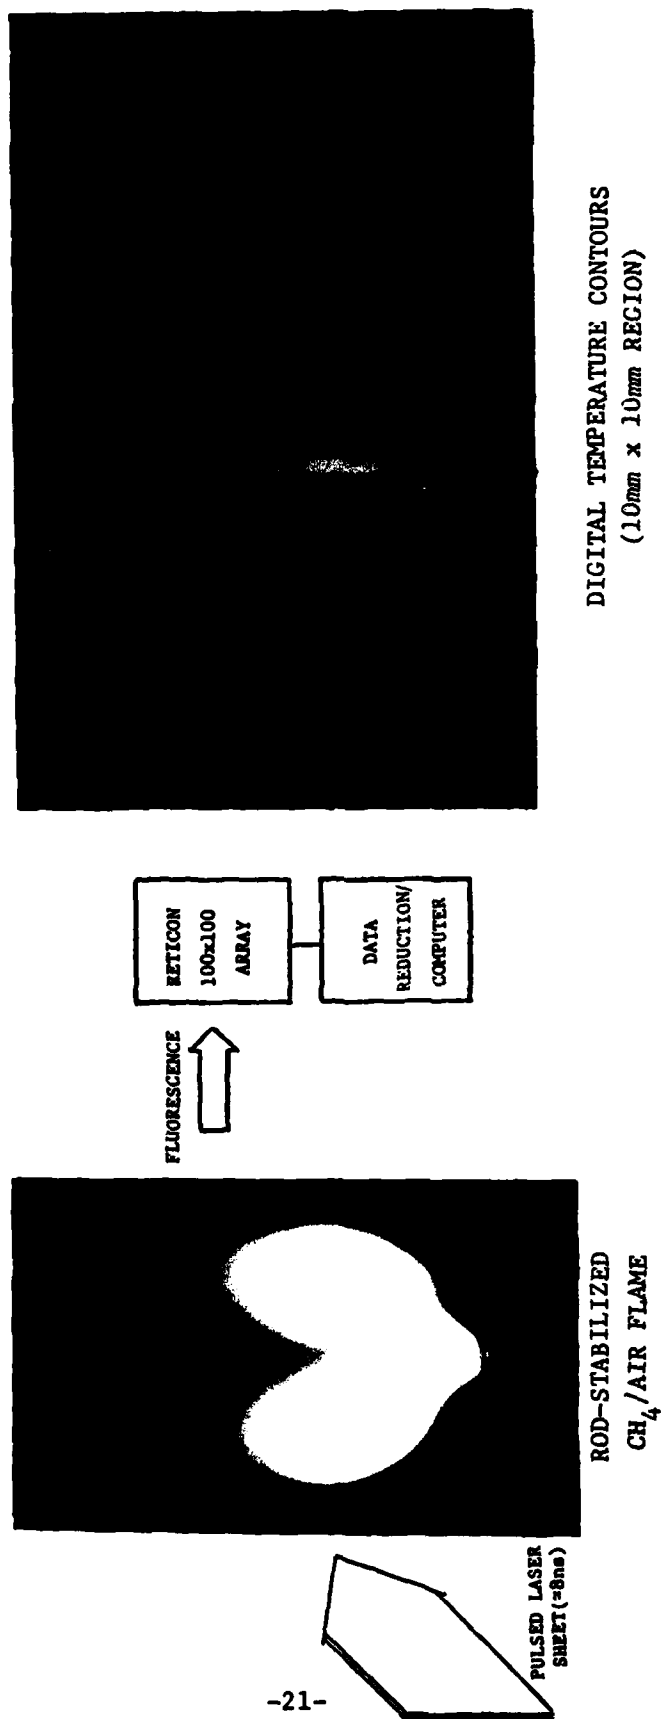 PULSED LASER
SHEET(≈8ns)
ROD-STABILIZED
CH₄/AIR FLAME
FLUORESCENCE
RETICON
100x100
ARRAY
DATA
REDUCTION/
COMPUTER
DIGITAL TEMPERATURE CONTOURS
(10mm x 10mm REGION)
-21-